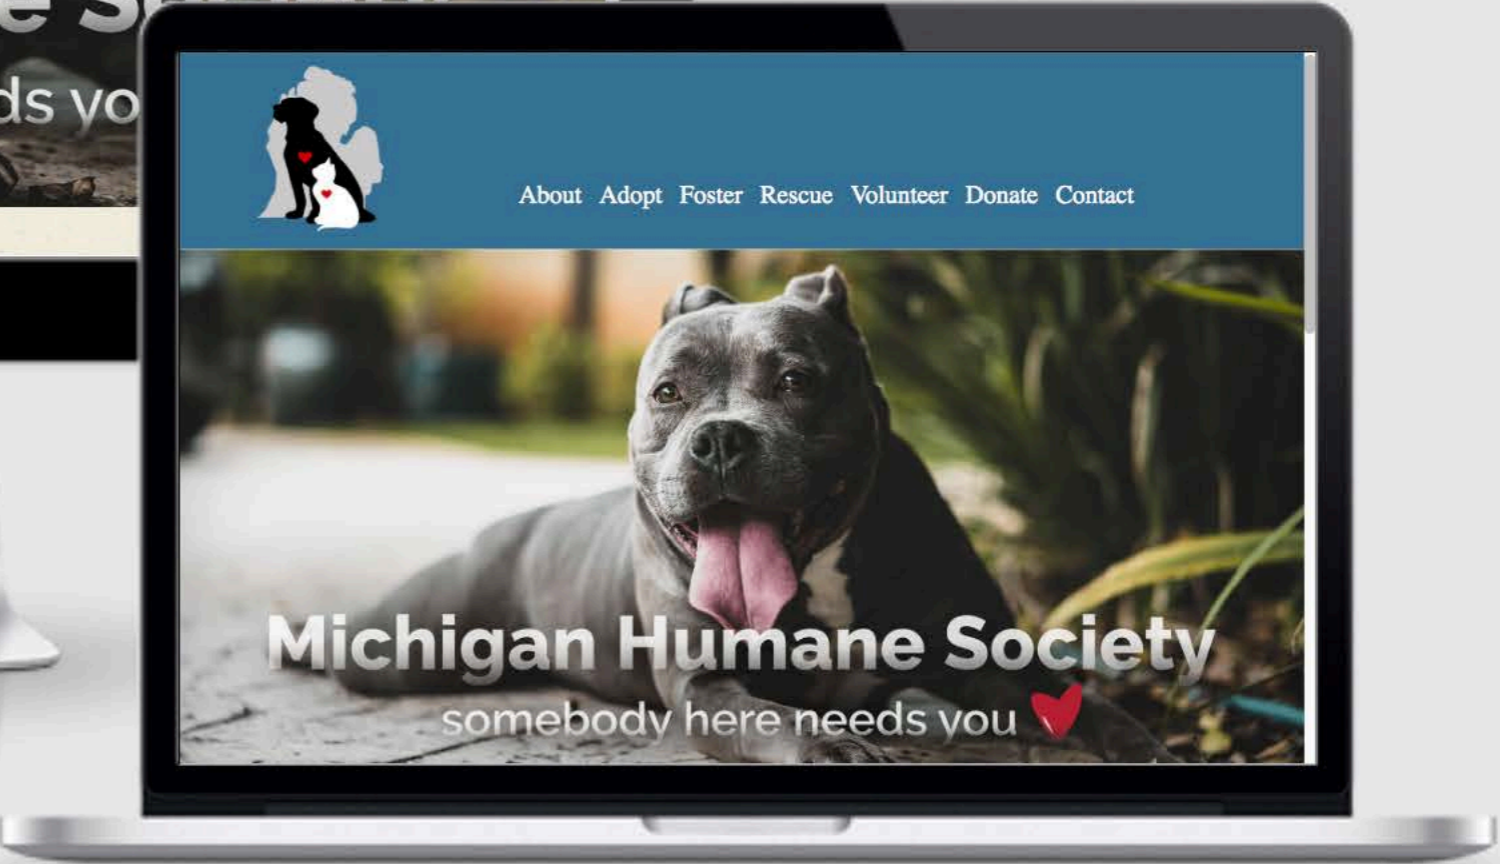 ds yo
About Adopt Foster Rescue Volunteer Donate Contact
Michigan Humane Society
somebody here needs you